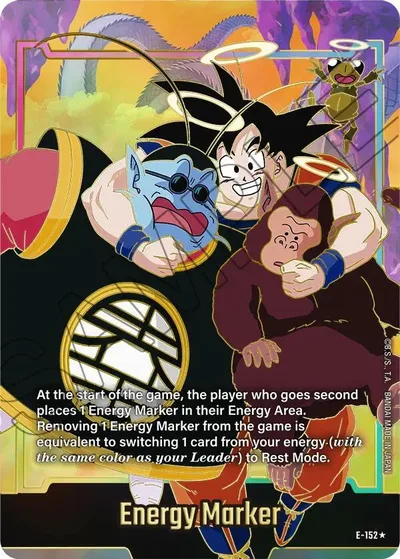 At the start of the game, the player who goes second
places 1 Energy Marker in their Energy Area.
Removing 1 Energy Marker from the game is
equivalent to switching 1 card from your energy (with
the same color as your Leader) to Rest Mode.
Energy Marker
E-152★
©B.S./S., T.A. BANDAI MADE IN JAPAN